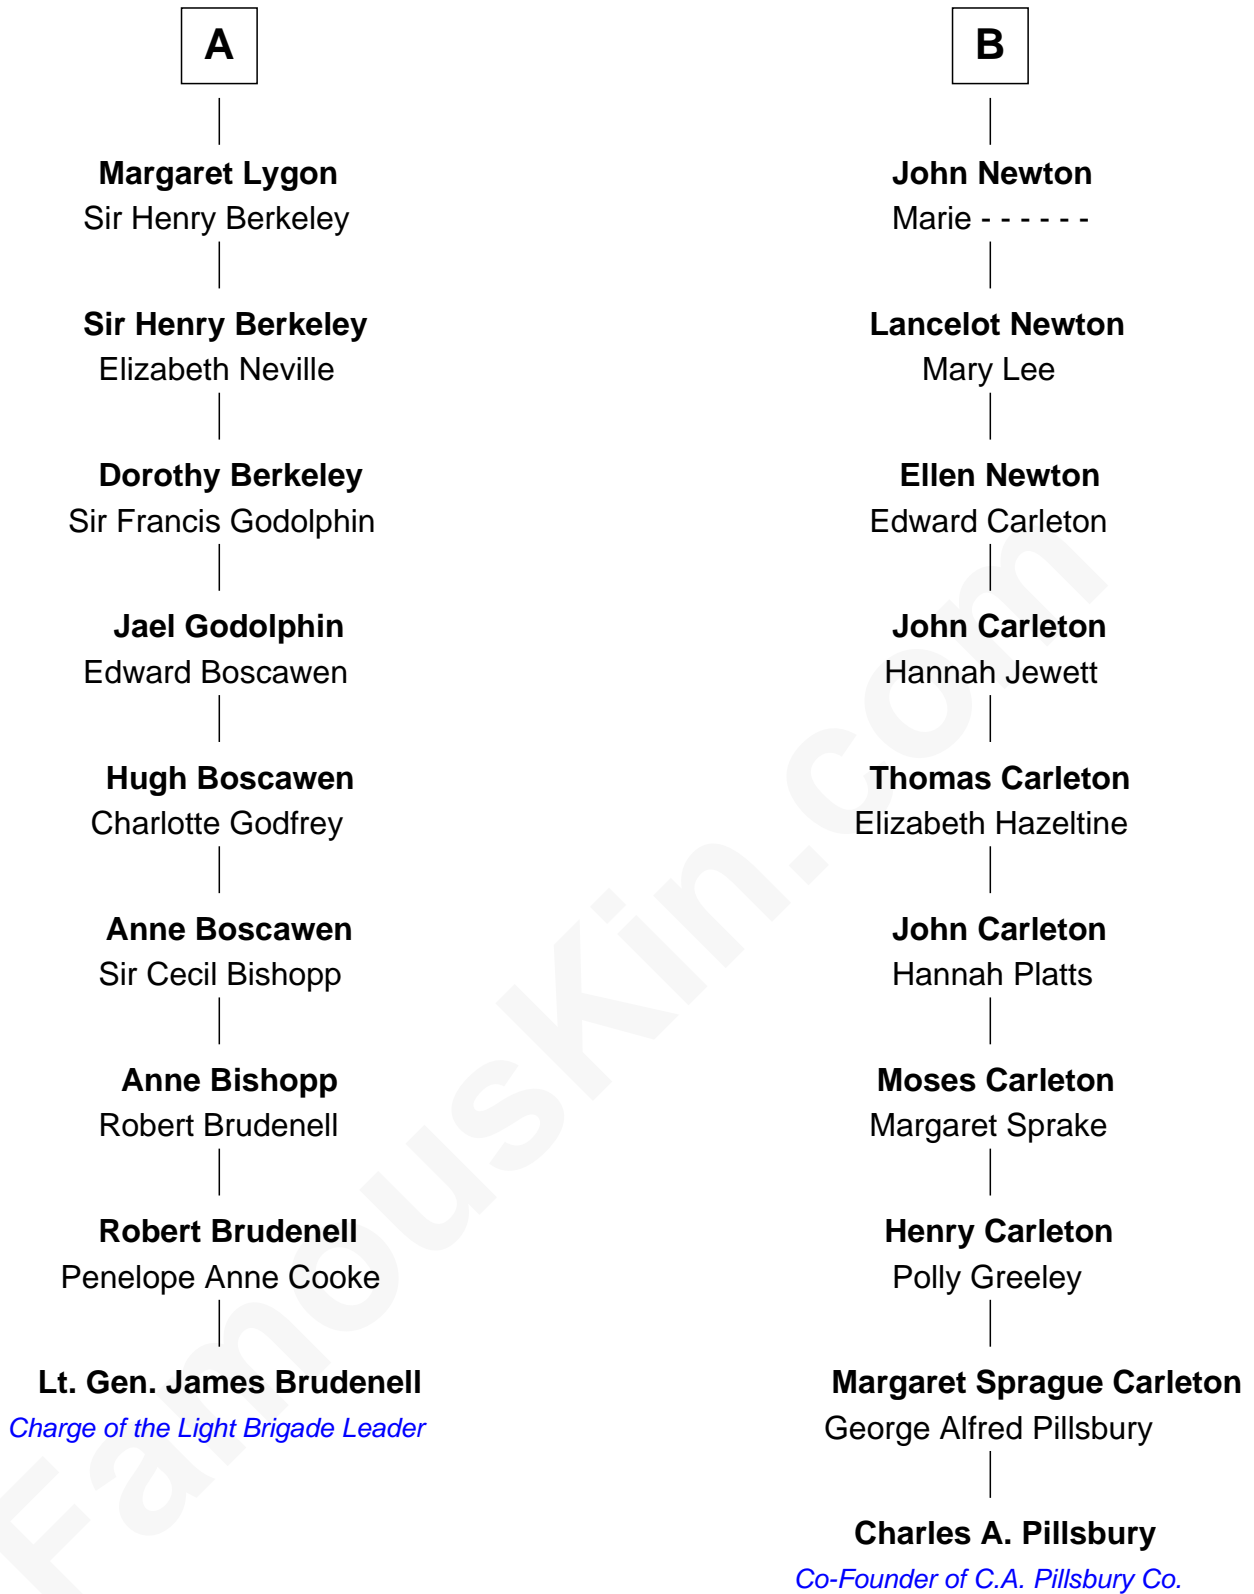 A
Margaret Lygon
Sir Henry Berkeley
Sir Henry Berkeley
Elizabeth Neville
Dorothy Berkeley
Sir Francis Godolphin
Jael Godolphin
Edward Boscawen
Hugh Boscawen
Charlotte Godfrey
Anne Boscawen
Sir Cecil Bishopp
Anne Bishopp
Robert Brudenell
Robert Brudenell
Penelope Anne Cooke
Lt. Gen. James Brudenell
Charge of the Light Brigade Leader
B
John Newton
Marie - - - - - -
Lancelot Newton
Mary Lee
Ellen Newton
Edward Carleton
John Carleton
Hannah Jewett
Thomas Carleton
Elizabeth Hazeltine
John Carleton
Hannah Platts
Moses Carleton
Margaret Sprake
Henry Carleton
Polly Greeley
Margaret Sprague Carleton
George Alfred Pillsbury
Charles A. Pillsbury
Co-Founder of C.A. Pillsbury Co.
FamousKin.com